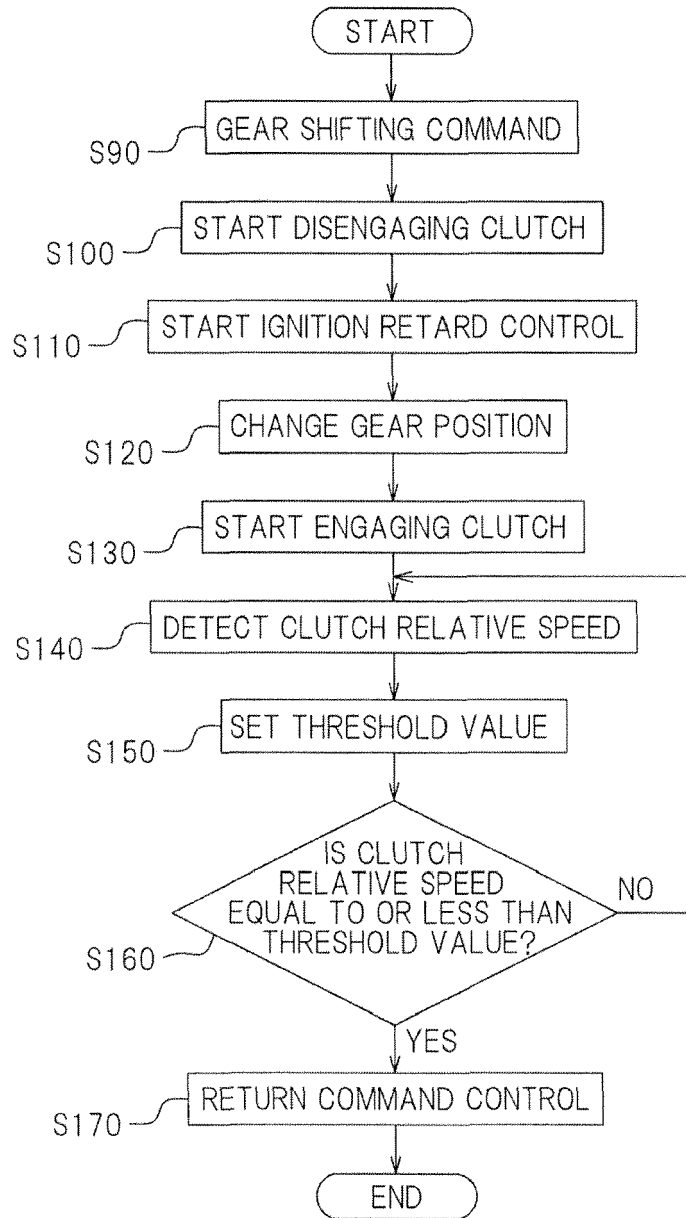 START
S90
GEAR SHIFTING COMMAND
S100
START DISENGAGING CLUTCH
S110
START IGNITION RETARD CONTROL
S120
CHANGE GEAR POSITION
S130
START ENGAGING CLUTCH
S140
DETECT CLUTCH RELATIVE SPEED
S150
SET THRESHOLD VALUE
S160
IS CLUTCH
RELATIVE SPEED
EQUAL TO OR LESS THAN
THRESHOLD VALUE?
NO
YES
S170
RETURN COMMAND CONTROL
END